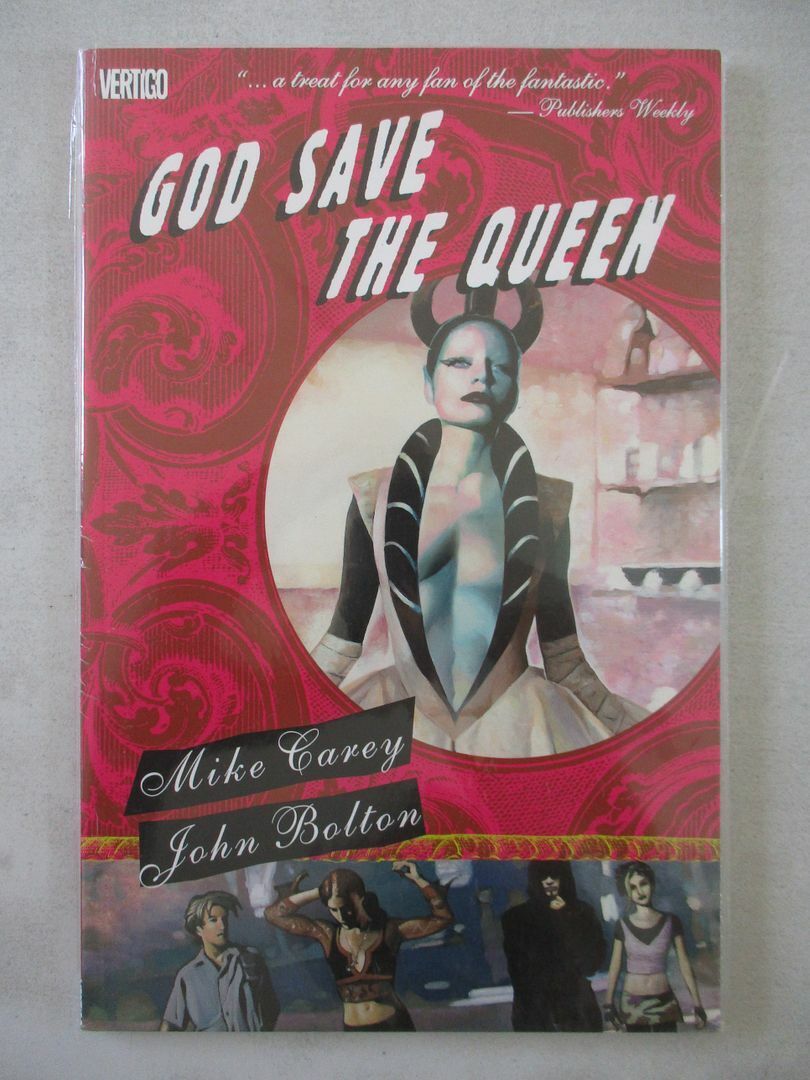 VERTIGO
"... a treat for any fan of the fantastic."
— Publishers Weekly
GOD SAVE
THE QUEEN
Mike Carey
John Bolton